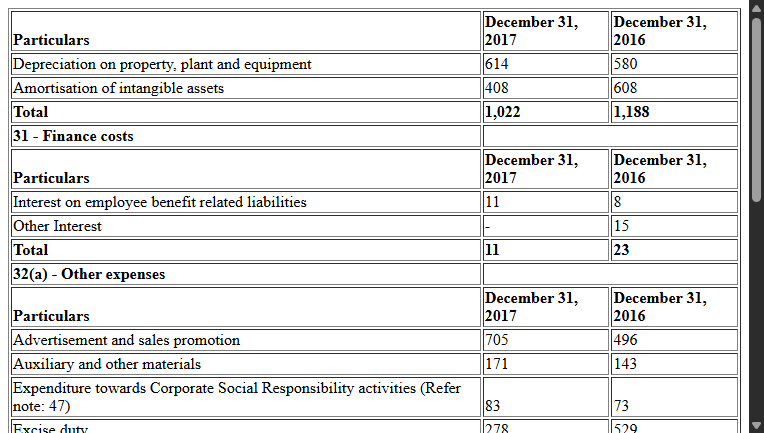 Particulars December 31, 2017 December 31, 2016
Depreciation on property, plant and equipment 614 580
Amortisation of intangible assets 408 608
Total 1,022 1,188
31 - Finance costs
Particulars December 31, 2017 December 31, 2016
Interest on employee benefit related liabilities 11 8
Other Interest - 15
Total 11 23
32(a) - Other expenses
Particulars December 31, 2017 December 31, 2016
Advertisement and sales promotion 705 496
Auxiliary and other materials 171 143
Expenditure towards Corporate Social Responsibility activities (Refer
note: 47) 83 73
Excise duty 278 529